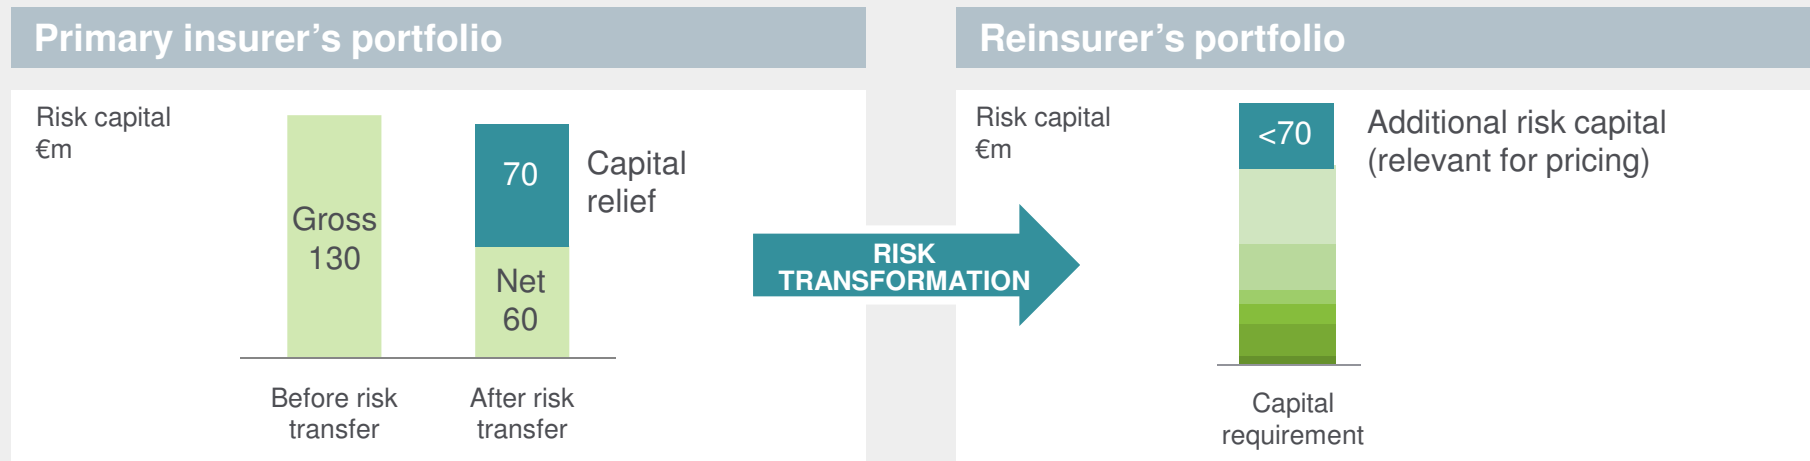 Primary insurer’s portfolio
Risk capital
€m
Gross
130
70
Capital
relief
Net
60
Before risk
transfer
After risk
transfer
RISK
TRANSFORMATION
Reinsurer’s portfolio
Risk capital
€m
<70
Additional risk capital
(relevant for pricing)
Capital
requirement